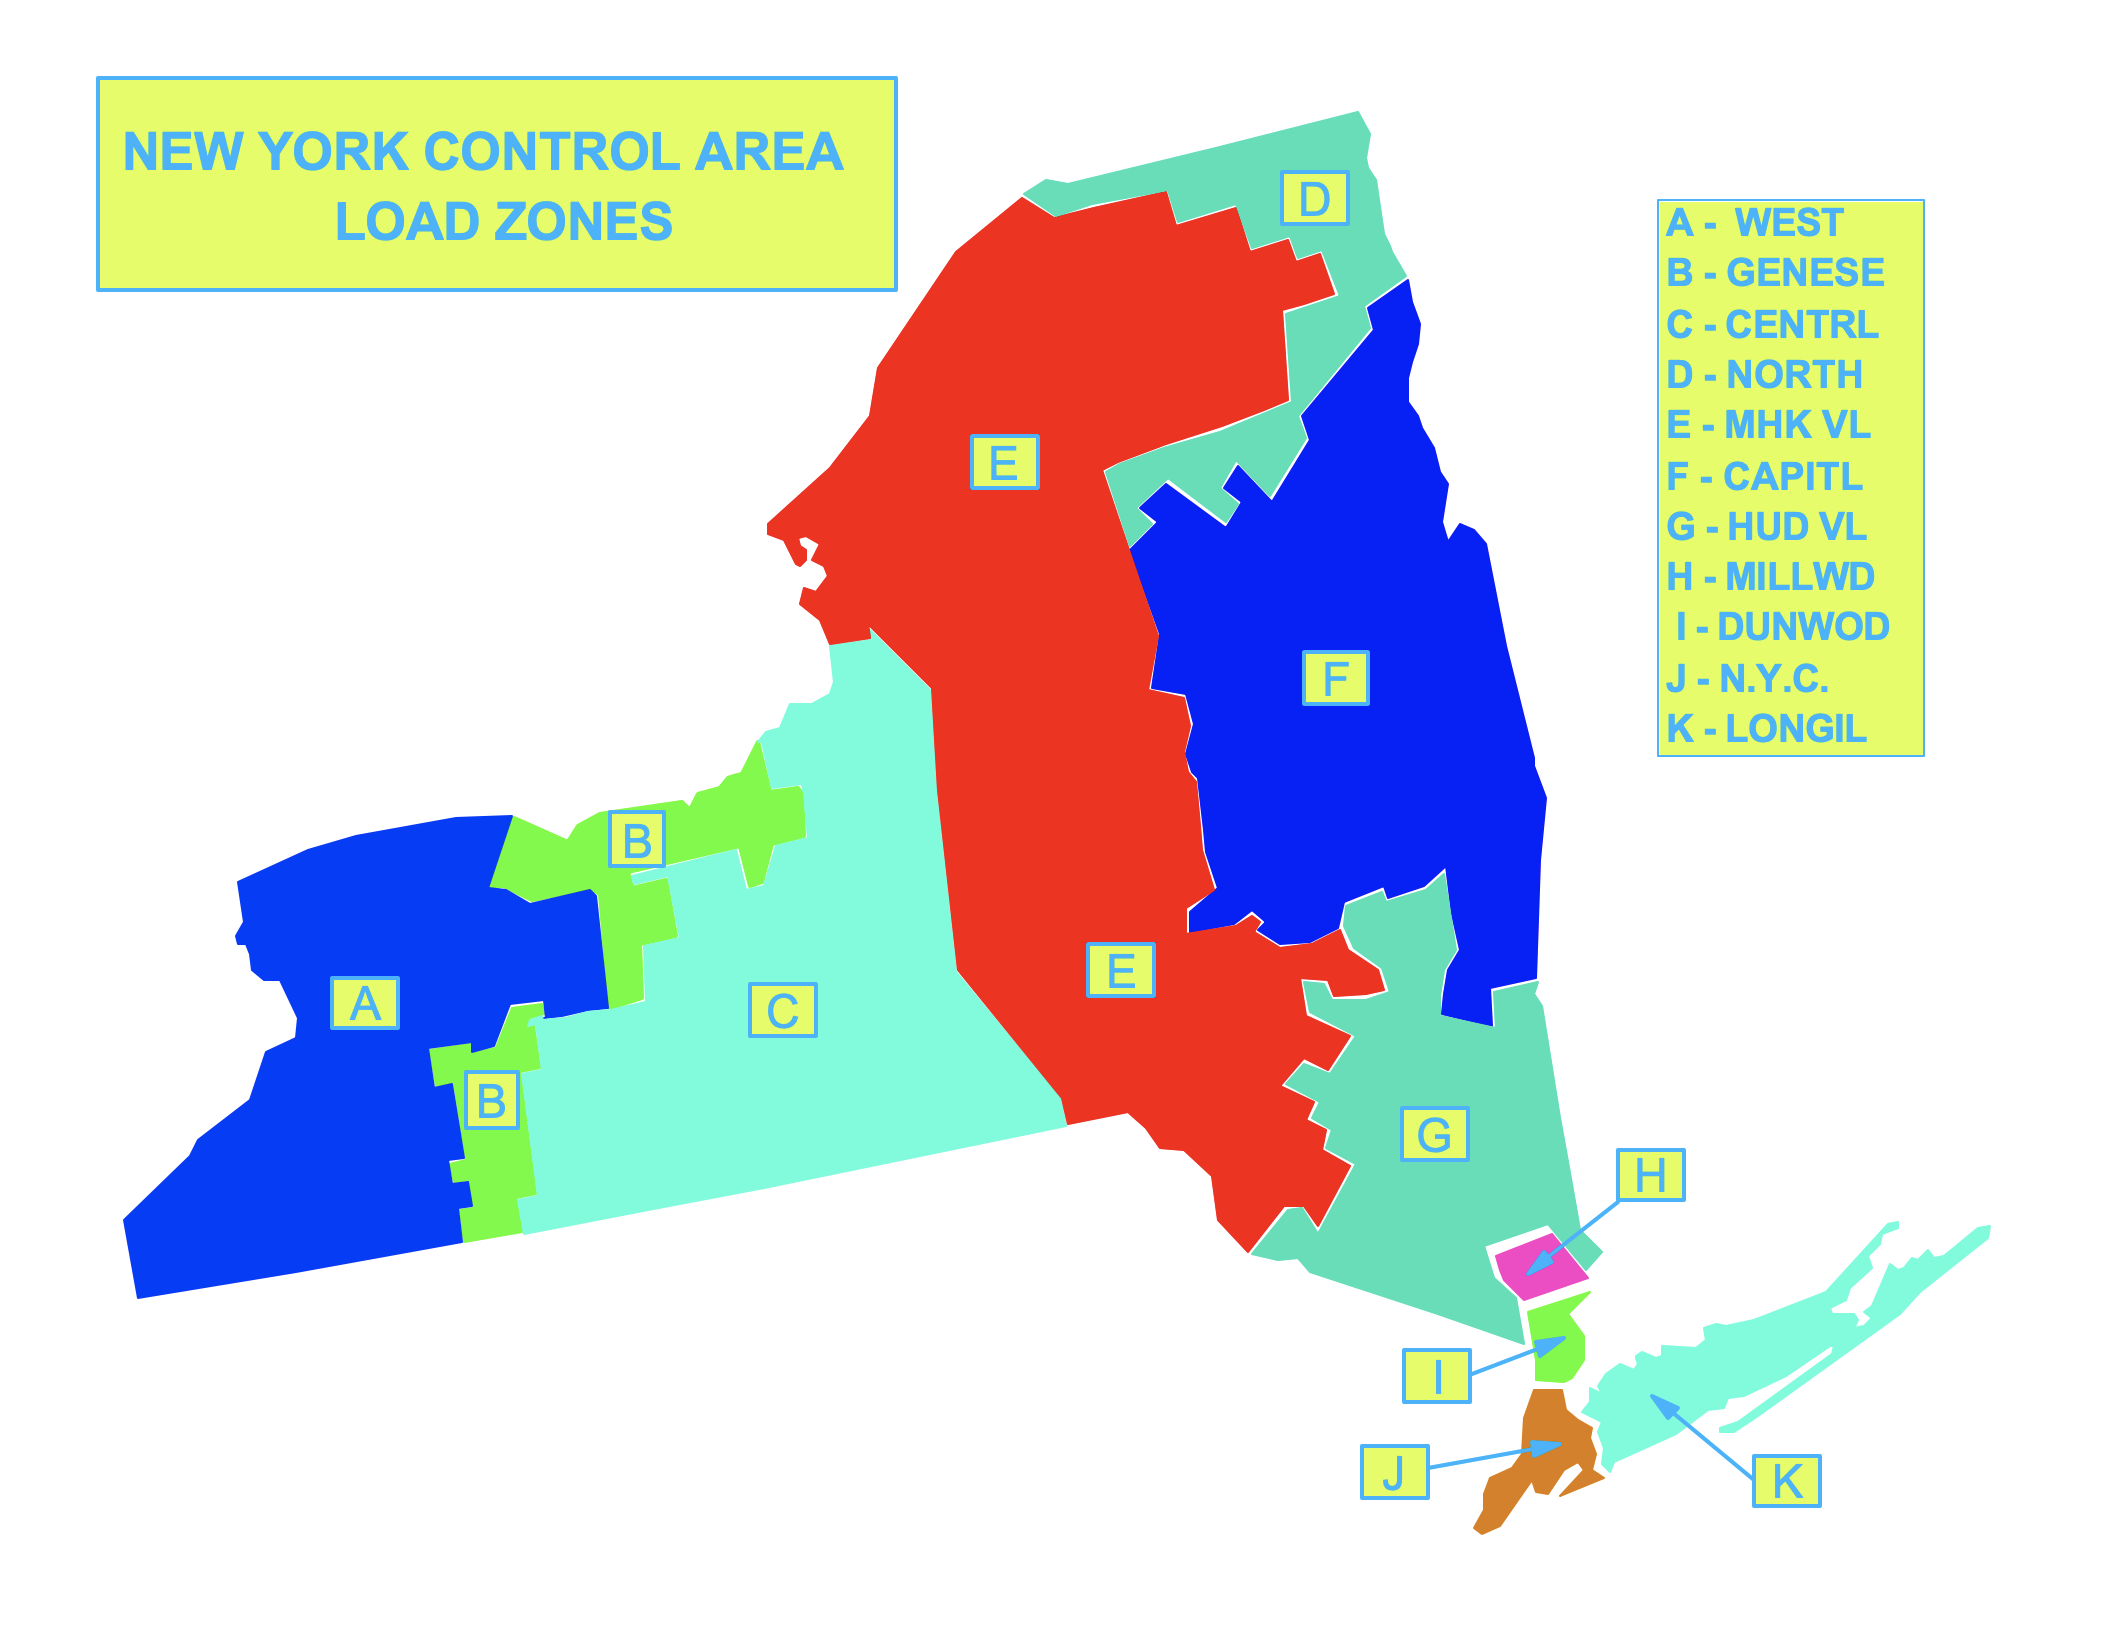 NEW YORK CONTROL AREA
LOAD ZONES
A - WEST
B - GENESE
C - CENTRL
D - NORTH
E - MHK VL
F - CAPITL
G - HUD VL
H - MILLWD
I - DUNWOD
J - N.Y.C.
K - LONGIL
D
E
F
B
E
A
C
B
G
H
I
J
K